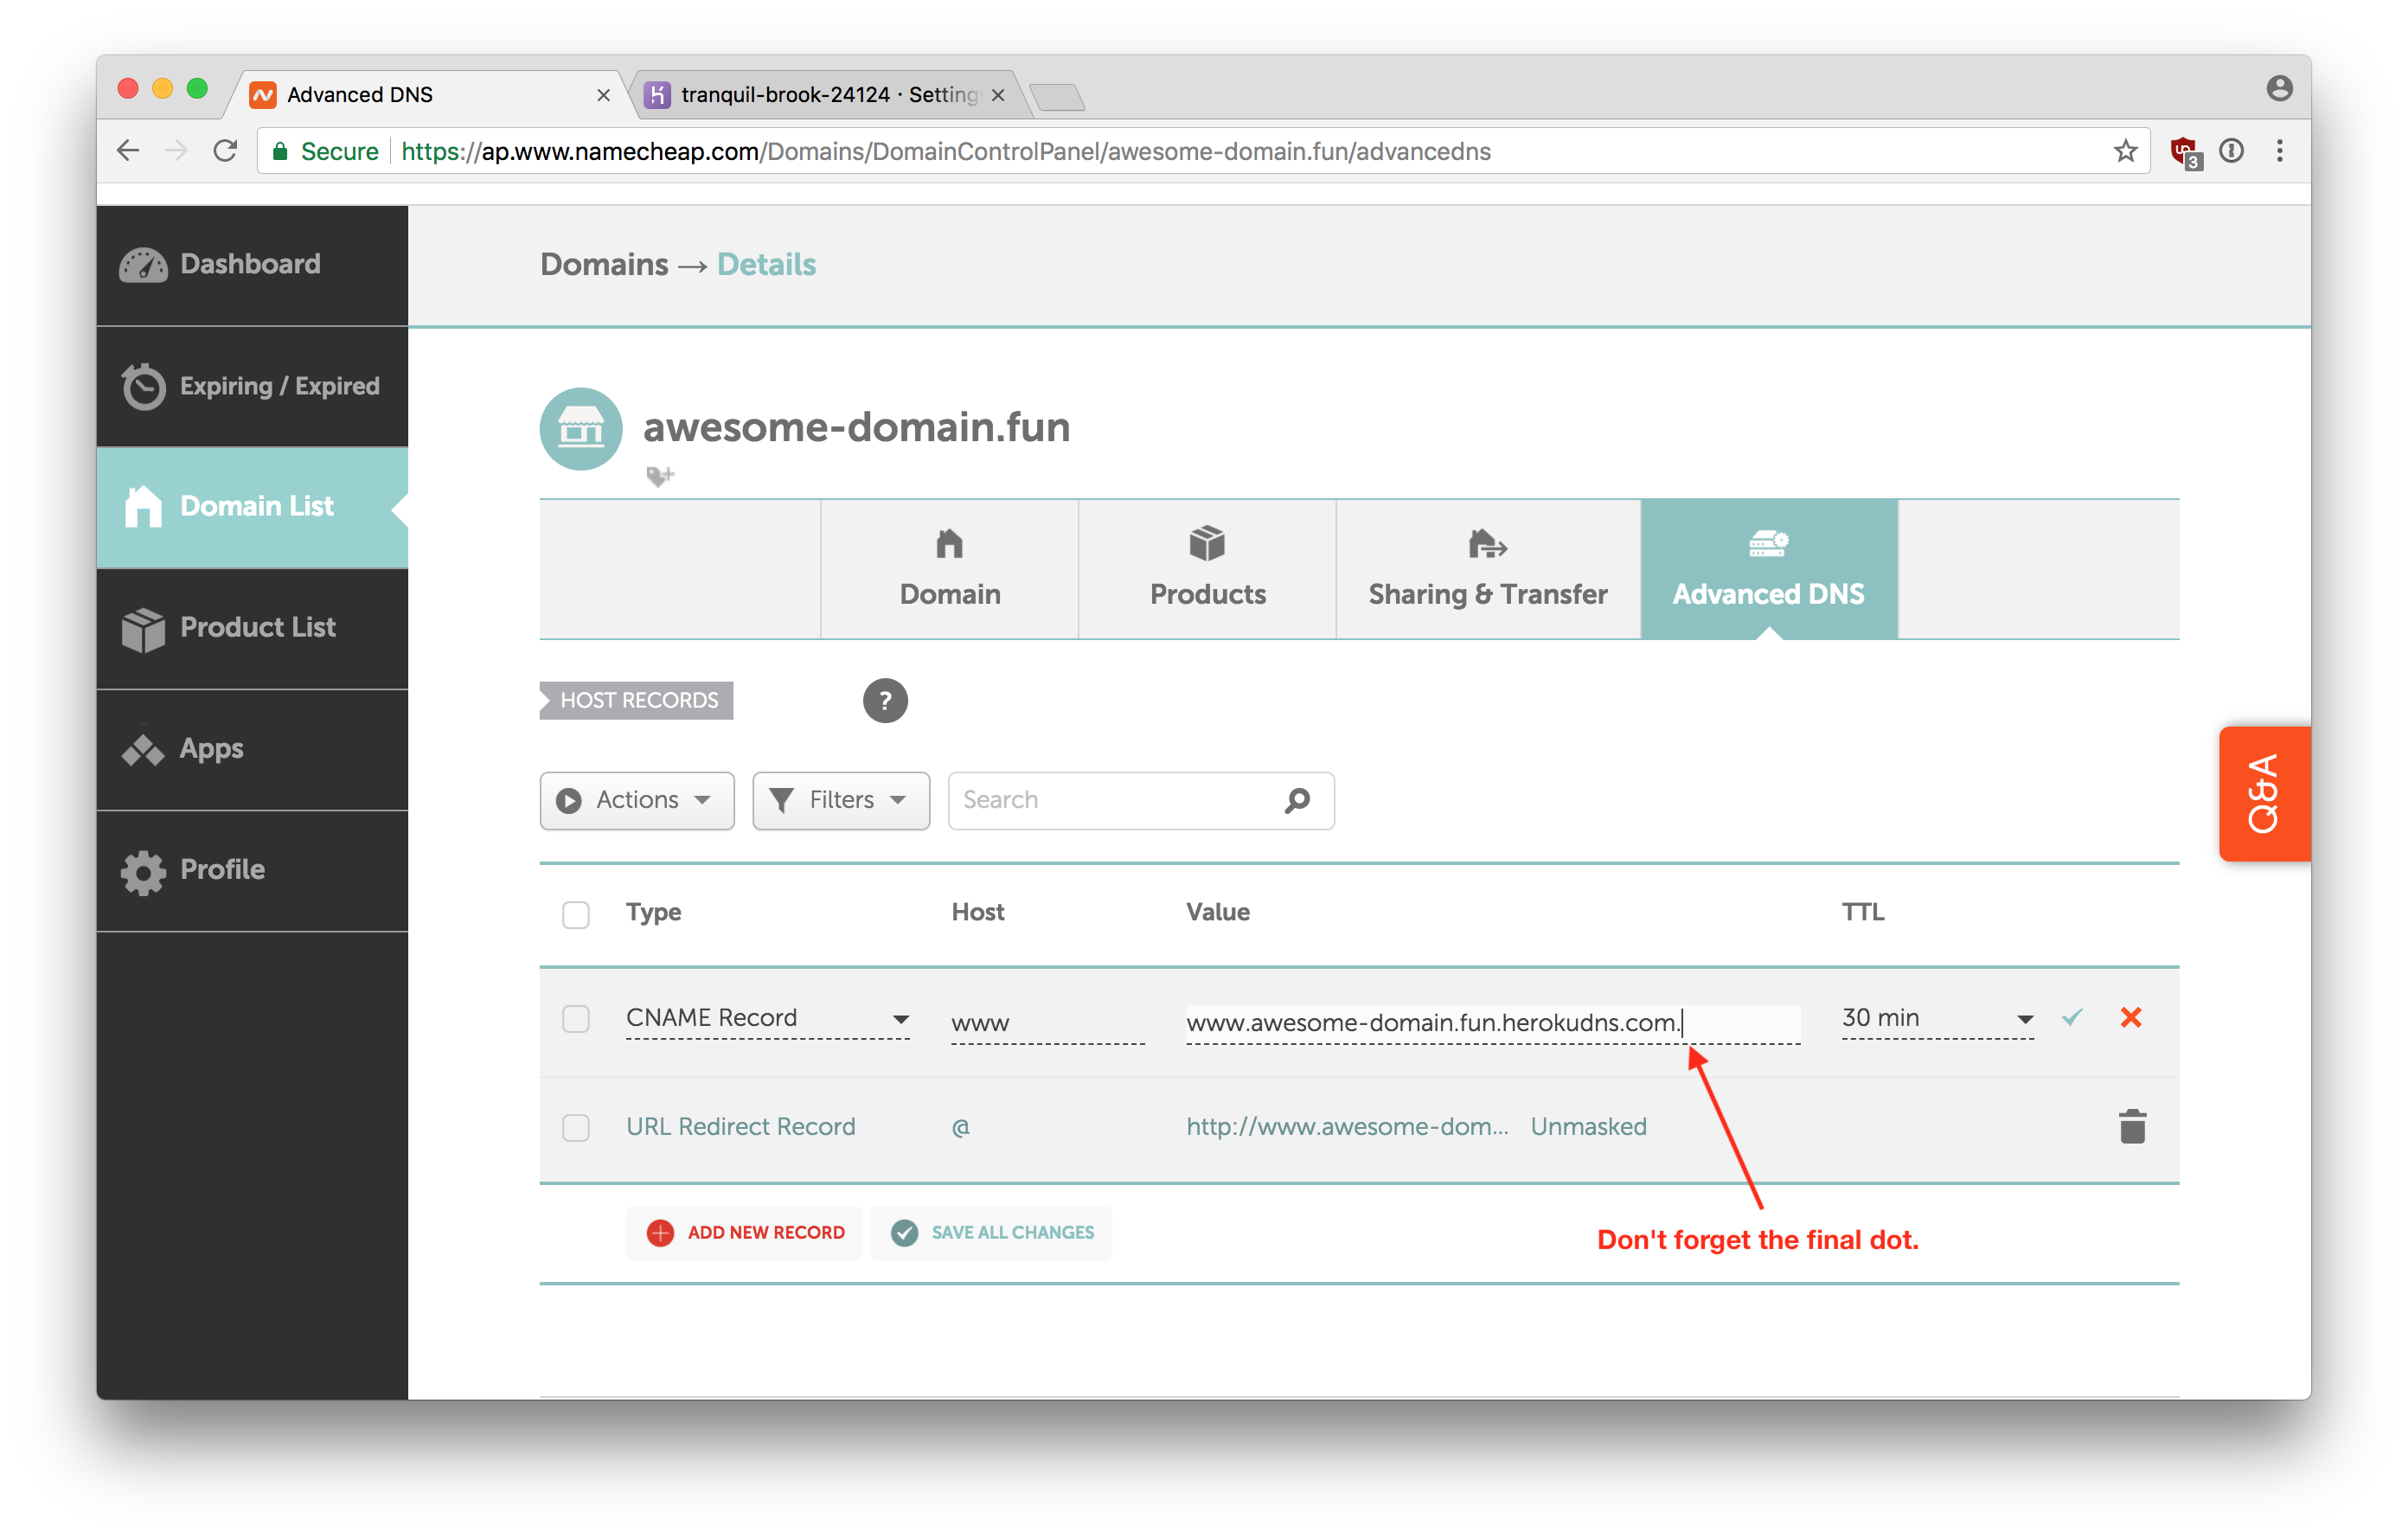 Advanced DNS
tranquil-brook-24124 · Setting
Secure https://ap.www.namecheap.com/Domains/DomainControlPanel/awesome-domain.fun/advancedns
3
Dashboard
Expiring / Expired
Domain List
Product List
Apps
Profile
Domains → Details
awesome-domain.fun
Domain
Products
Sharing & Transfer
Advanced DNS
HOST RECORDS
?
Actions
Filters
Search
Q&A
Type Host Value TTL
CNAME Record www www.awesome-domain.fun.herokudns.com. 30 min
URL Redirect Record @ http://www.awesome-dom... Unmasked
ADD NEW RECORD
SAVE ALL CHANGES
Don't forget the final dot.